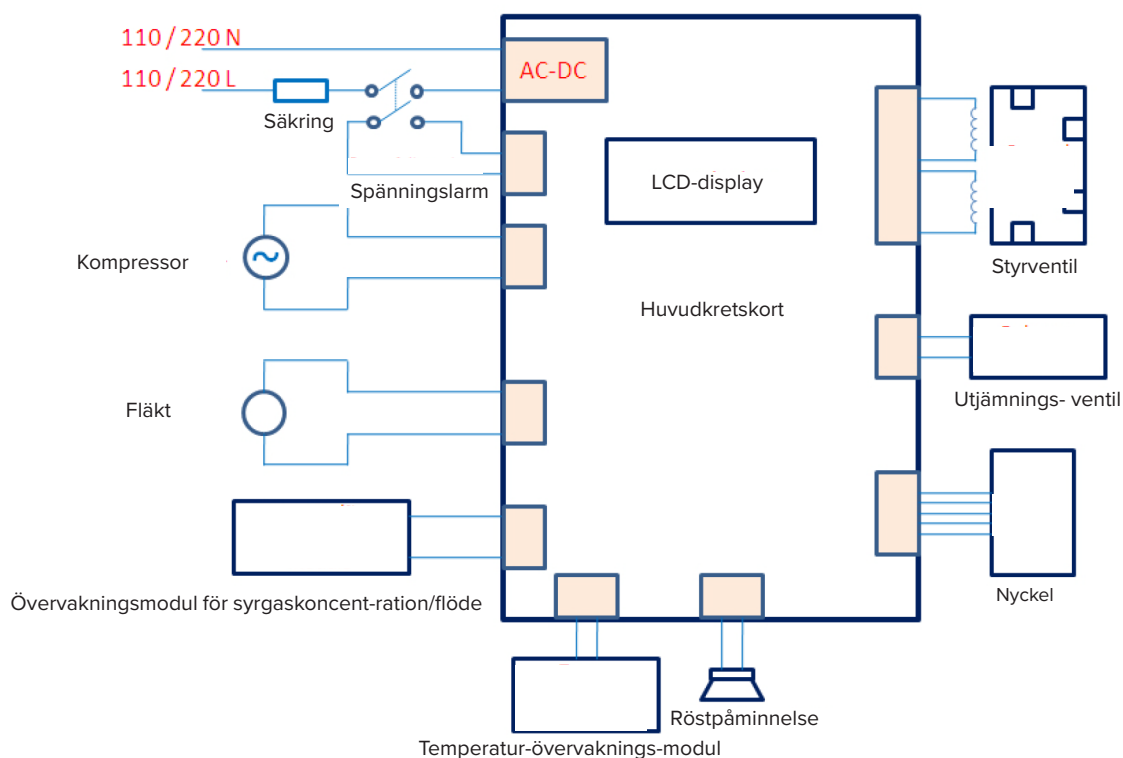 110 / 220 N
110 / 220 L
AC-DC
Säkring
Spänningslarm
LCD-display
Kompressor
Styrventil
Huvudkretskort
Fläkt
Utjämnings- ventil
Övervakningsmodul för syrgaskoncent-ration/flöde
Nyckel
Röstpåminnelse
Temperatur-övervaknings-modul